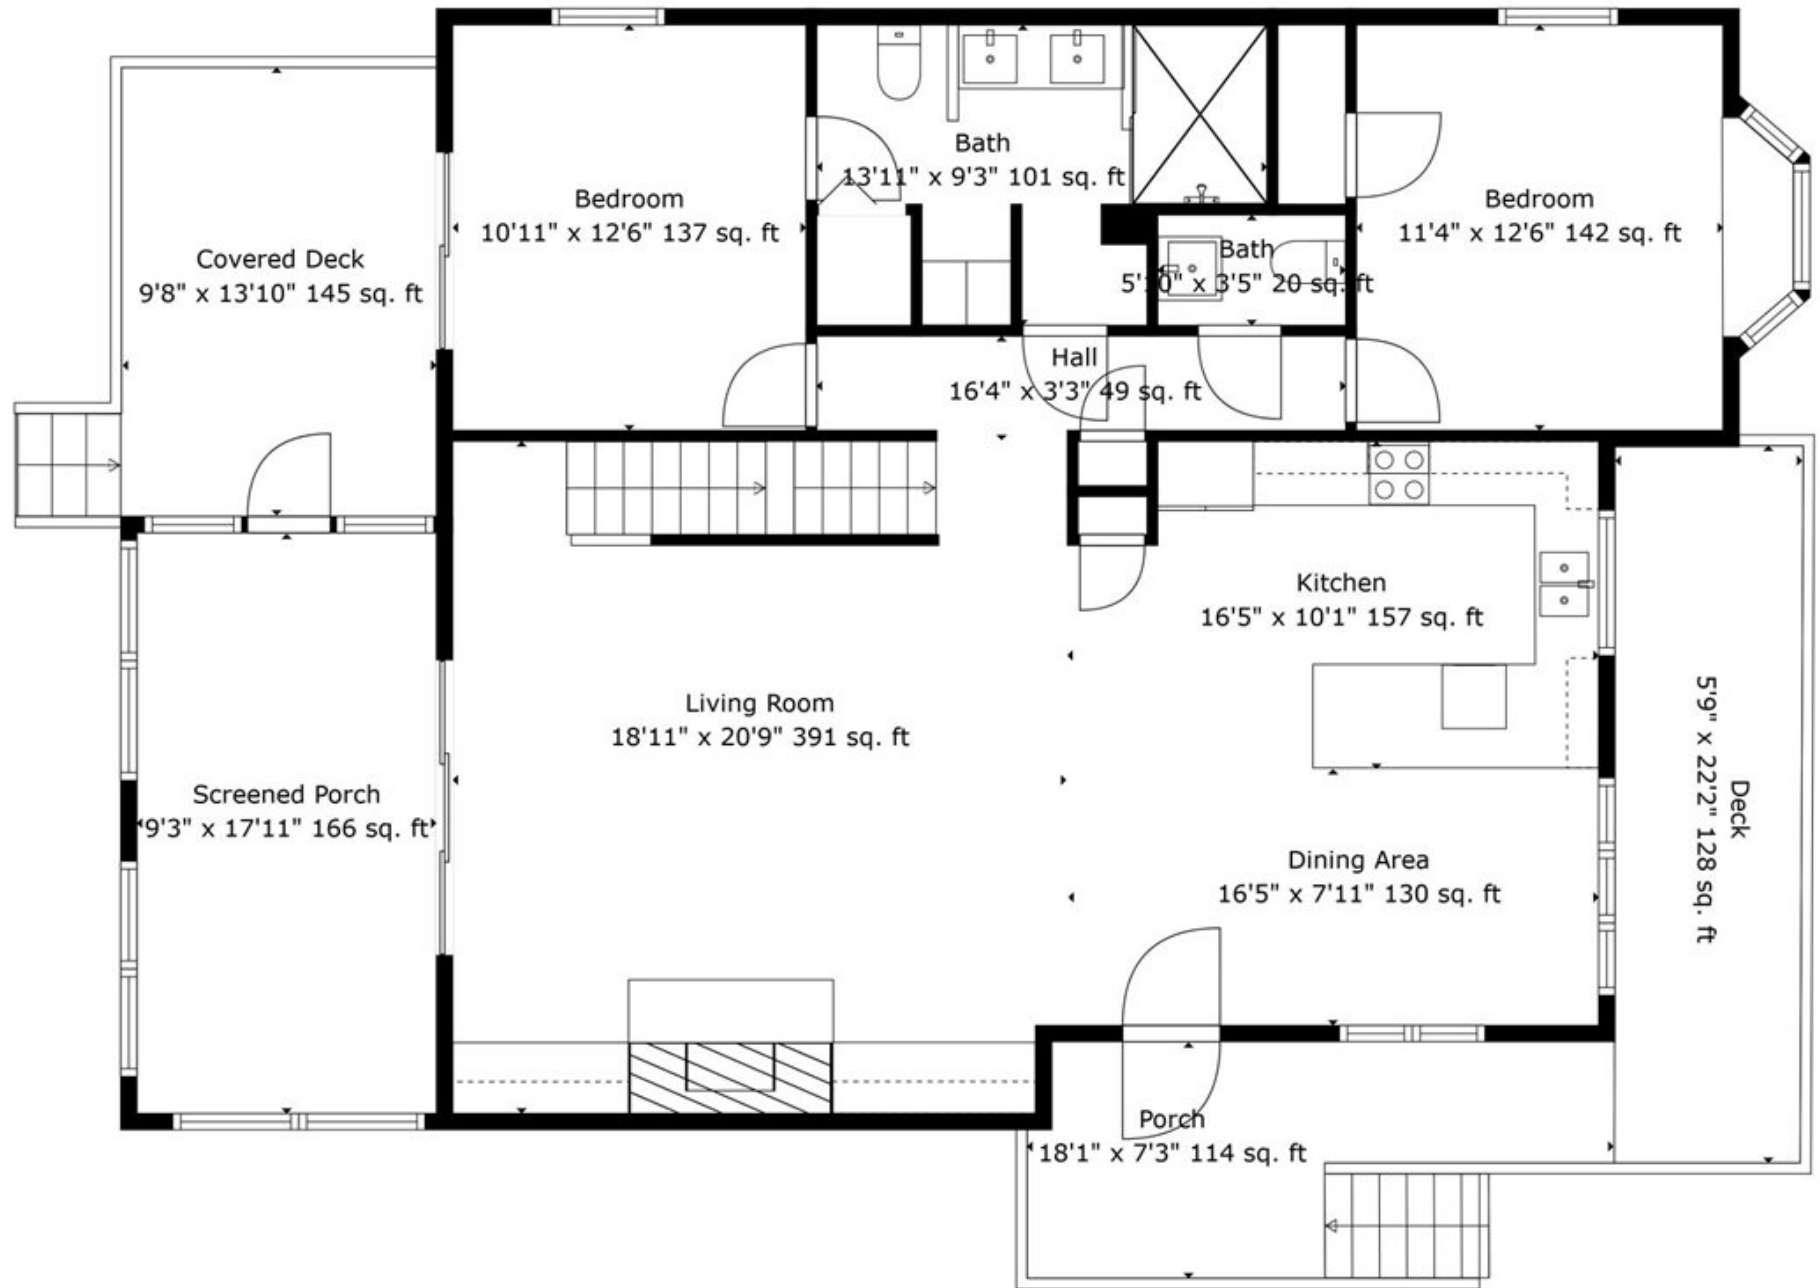 Bath
13'11" x 9'3" 101 sq. ft
Bedroom
10'11" x 12'6" 137 sq. ft
Bedroom
11'4" x 12'6" 142 sq. ft
Covered Deck
9'8" x 13'10" 145 sq. ft
Bath
5'10" x 3'5" 20 sq. ft
Hall
16'4" x 3'3" 49 sq. ft
Kitchen
16'5" x 10'1" 157 sq. ft
Living Room
18'11" x 20'9" 391 sq. ft
Screened Porch
9'3" x 17'11" 166 sq. ft
Deck
5'9" x 22'2" 128 sq. ft
Dining Area
16'5" x 7'11" 130 sq. ft
Porch
18'1" x 7'3" 114 sq. ft